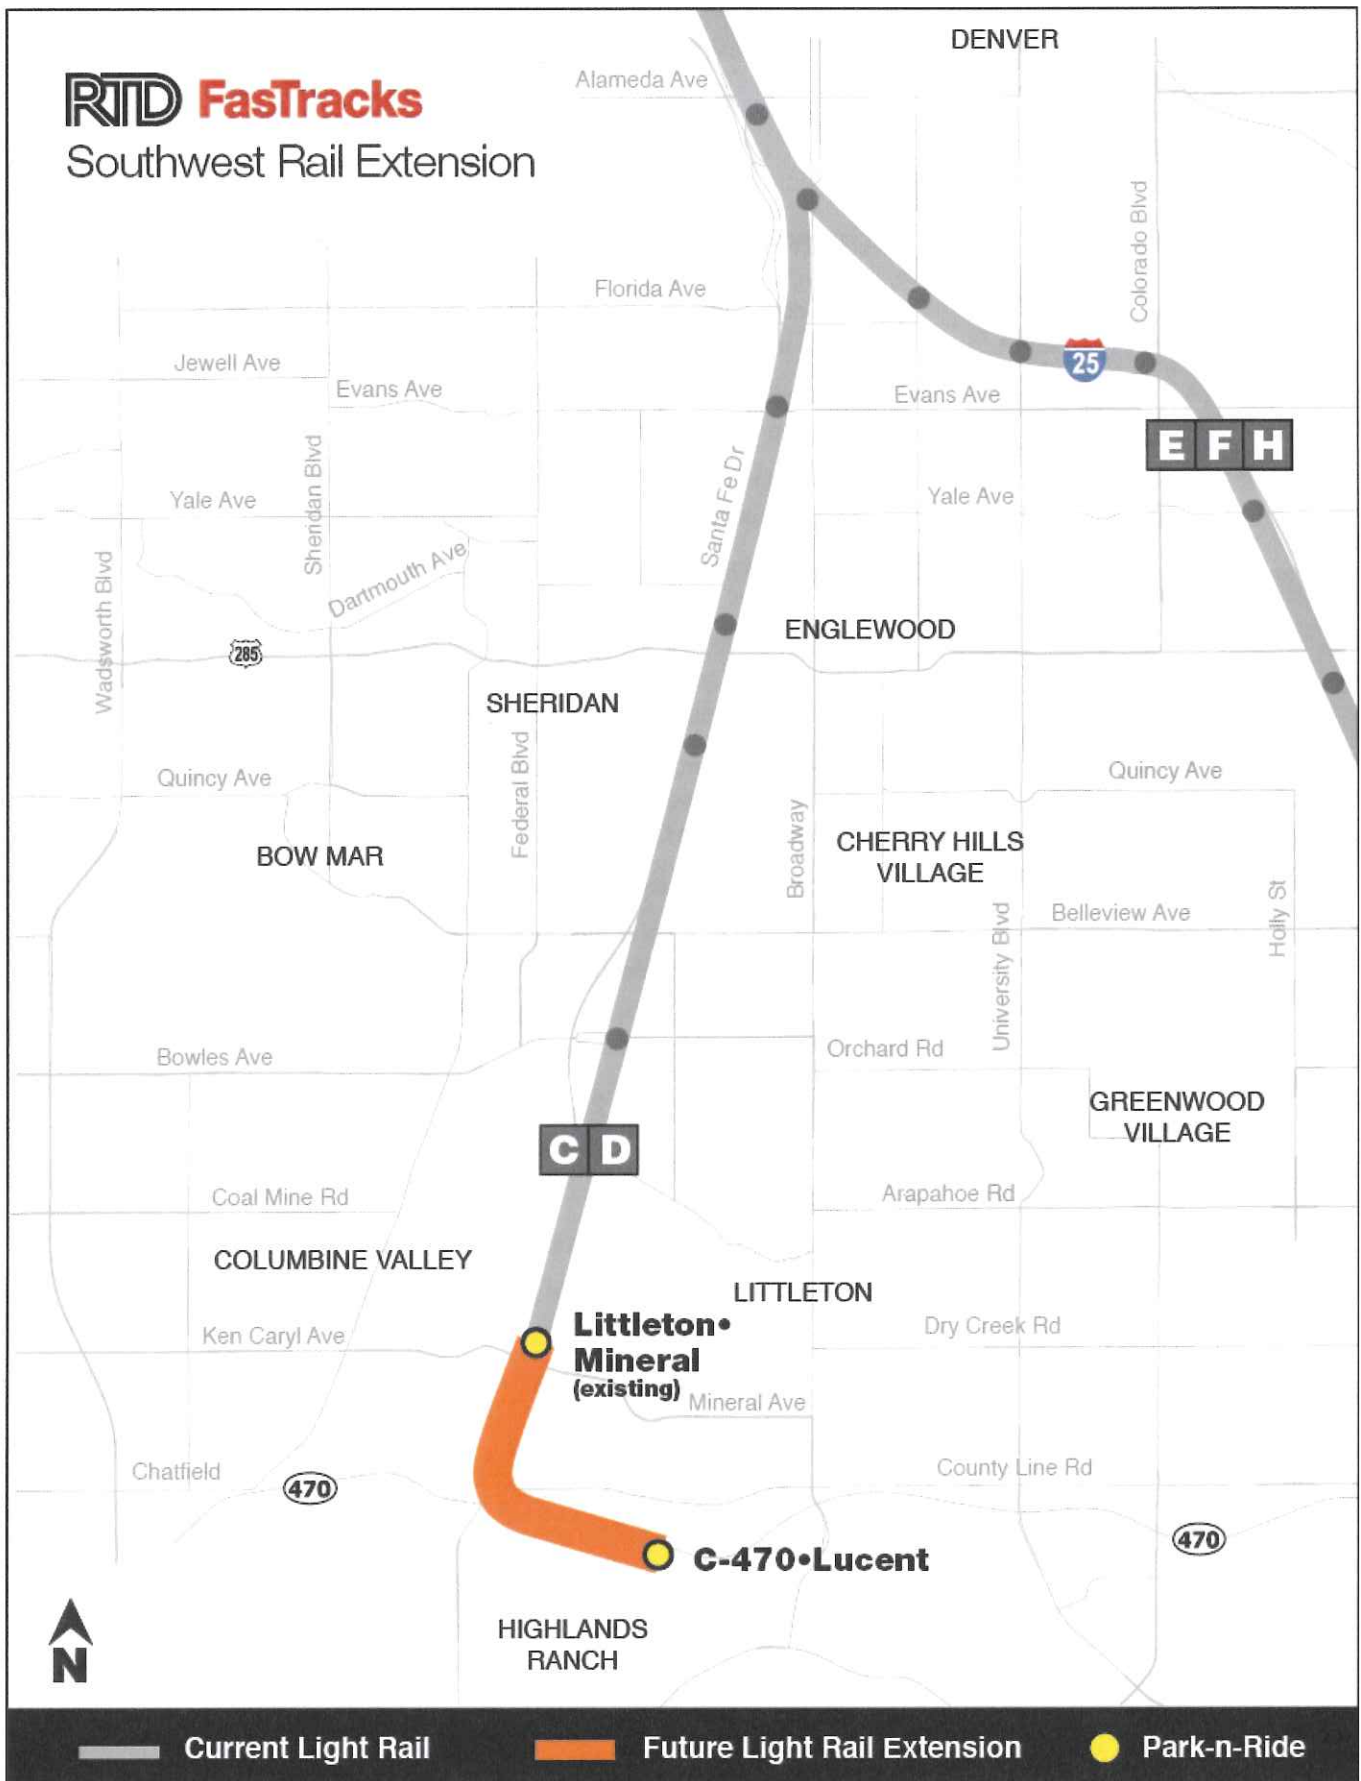 RTD FasTracks
Southwest Rail Extension
DENVER
Alameda Ave
Colorado Blvd
Florida Ave
25
Jewell Ave
Evans Ave
Evans Ave
E F H
Sheridan Blvd
Santa Fe Dr
Yale Ave
Yale Ave
Wadsworth Blvd
Dartmouth Ave
ENGLEWOOD
285
SHERIDAN
Federal Blvd
Quincy Ave
Quincy Ave
Broadway
CHERRY HILLS
VILLAGE
BOW MAR
Holly St
University Blvd
Belleview Ave
Bowles Ave
Orchard Rd
GREENWOOD
VILLAGE
C D
Coal Mine Rd
Arapahoe Rd
COLUMBINE VALLEY
LITTLETON
Littleton•
Mineral
(existing)
Ken Caryl Ave
Dry Creek Rd
Mineral Ave
Chatfield
470
County Line Rd
470
C-470•Lucent
HIGHLANDS
RANCH
N
Current Light Rail
Future Light Rail Extension
Park-n-Ride